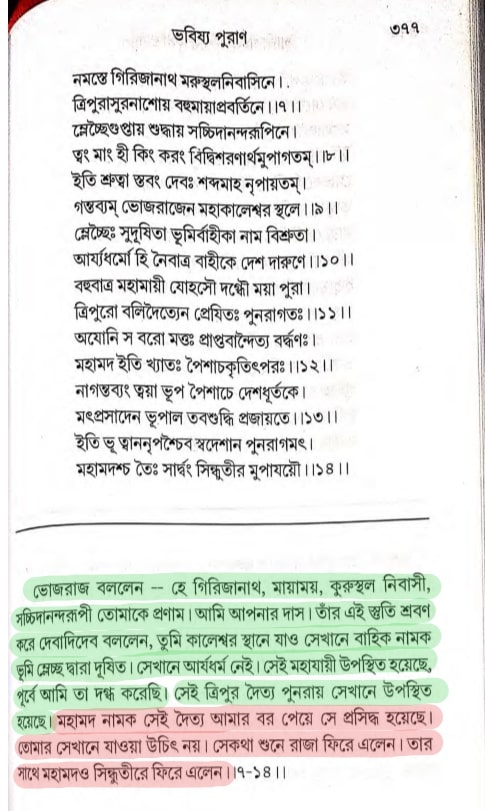 ভবিষ্য পুরাণ
৩৭৭
নমস্তে গিরিজানাথ মরুস্থলনিবাসিনে।
ত্রিপুরাসুরনাশোয় বহুমায়াপ্রবর্তিনে।।৭।।
ম্লেচ্ছৈগুপ্তায় শুদ্ধায় সচ্চিদানন্দরূপিনে।
ত্বং মাং হী কিং করং বিদ্বিশরণার্থমুপাগতম্।।৮।।
ইতি শ্রুত্বা স্তবং দেবঃ শব্দমাহ নৃপায়তম্।
গন্তব্যম্ ভোজরাজেন মহাকালেশ্বর স্থলে।।৯।।
ম্লেচ্ছৈঃ সুদূষিতা ভূমির্বাহীকা নাম বিশ্রুতা।
আর্য্যধর্মো হি নৈবাত্র বাহীকে দেশ দারুণে।।১০।।
বহুবাত্র মহামায়ী যোহসৌ দগ্ধৌ ময়া পুরা।
ত্রিপুরো বলিদৈত্যেন প্রেষিতঃ পুনরাগতঃ।।১১।।
অযোনি স বরো মত্তঃ প্রাপ্তবান্দৈত্য বর্দ্ধণঃ।
মহামদ ইতি খ্যাতঃ পৈশাচকৃতিৎপরঃ।।১২।।
নাগন্তব্যং ত্বয়া ভূপ পৈশাচে দেশধূর্তকে।
মৎপ্রসাদেন ভূপাল তবশুদ্ধি প্রজায়তে।।১৩।।
ইতি ভূ ত্বাননৃপশ্চৈব স্বদেশান পুনরাগমৎ।
মহামদশ্চ তৈঃ সার্দ্বং সিন্ধুতীর মুপাযযৌ।।১৪।।
ভোজরাজ বললেন – হে গিরিজানাথ, মায়াময়, কুরুস্থল নিবাসী,
সচ্চিদানন্দরূপী তোমাকে প্রণাম। আমি আপনার দাস। তাঁর এই স্তুতি শ্রবণ
করে দেবাদিদেব বললেন, তুমি কালেশ্বর স্থানে যাও সেখানে বাহিক নামক
ভূমি ম্লেচ্ছ দ্বারা দূষিত। সেখানে আর্যধর্ম নেই। সেই মহাযায়ী উপস্থিত হয়েছে,
পূর্বে আমি তা দগ্ধ করেছি। সেই ত্রিপুর দৈত্য পুনরায় সেখানে উপস্থিত
হয়েছে। মহামদ নামক সেই দৈত্য আমার বর পেয়ে সে প্রসিদ্ধ হয়েছে।
তোমার সেখানে যাওয়া উচিৎ নয়। সেকথা শুনে রাজা ফিরে এলেন। তার
সাথে মহামদও সিন্ধুতীরে ফিরে এলেন।।৭-১৪।।